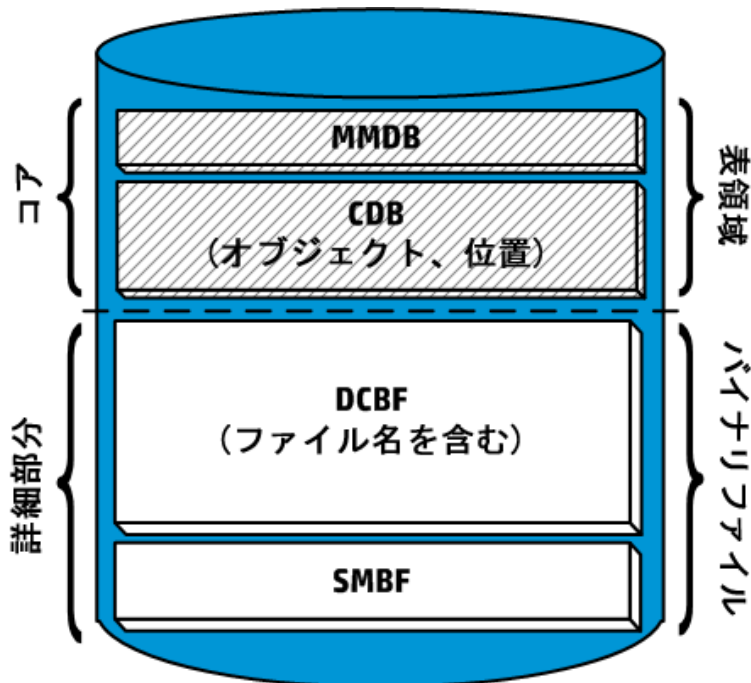 コア
MMDB
CDB
(オブジェクト、位置)
表領域
詳細部分
DCBF
(ファイル名を含む)
SMBF
バイナリファイル